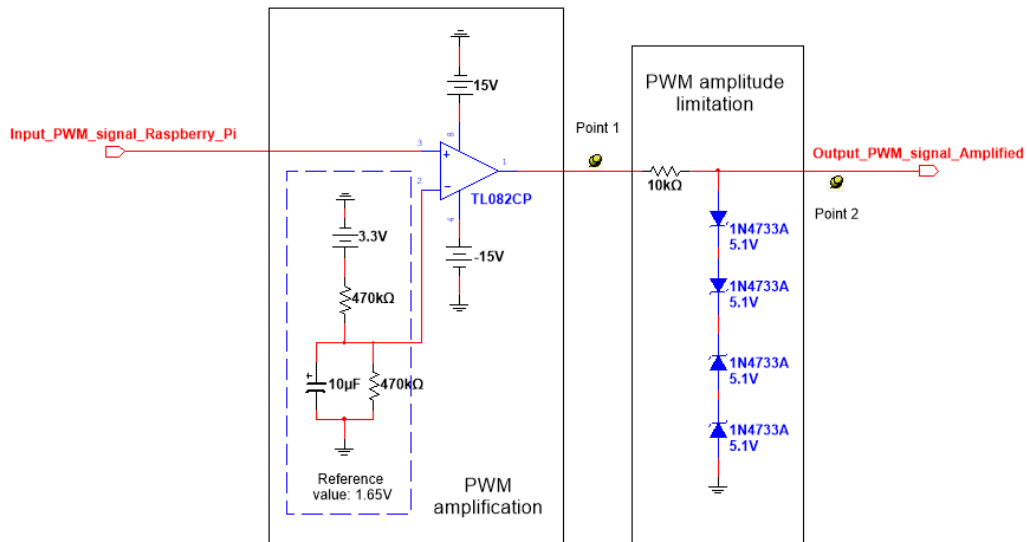 15V
PWM amplitude
limitation
Input_PWM_signal_Raspberry_Pi
Point 1
Output_PWM_signal_Amplified
3
8
1
2
4
TL082CP
10kΩ
Point 2
3.3V
-15V
1N4733A
5.1V
470kΩ
1N4733A
5.1V
10µF
470kΩ
1N4733A
5.1V
1N4733A
5.1V
Reference
value: 1.65V
PWM
amplification